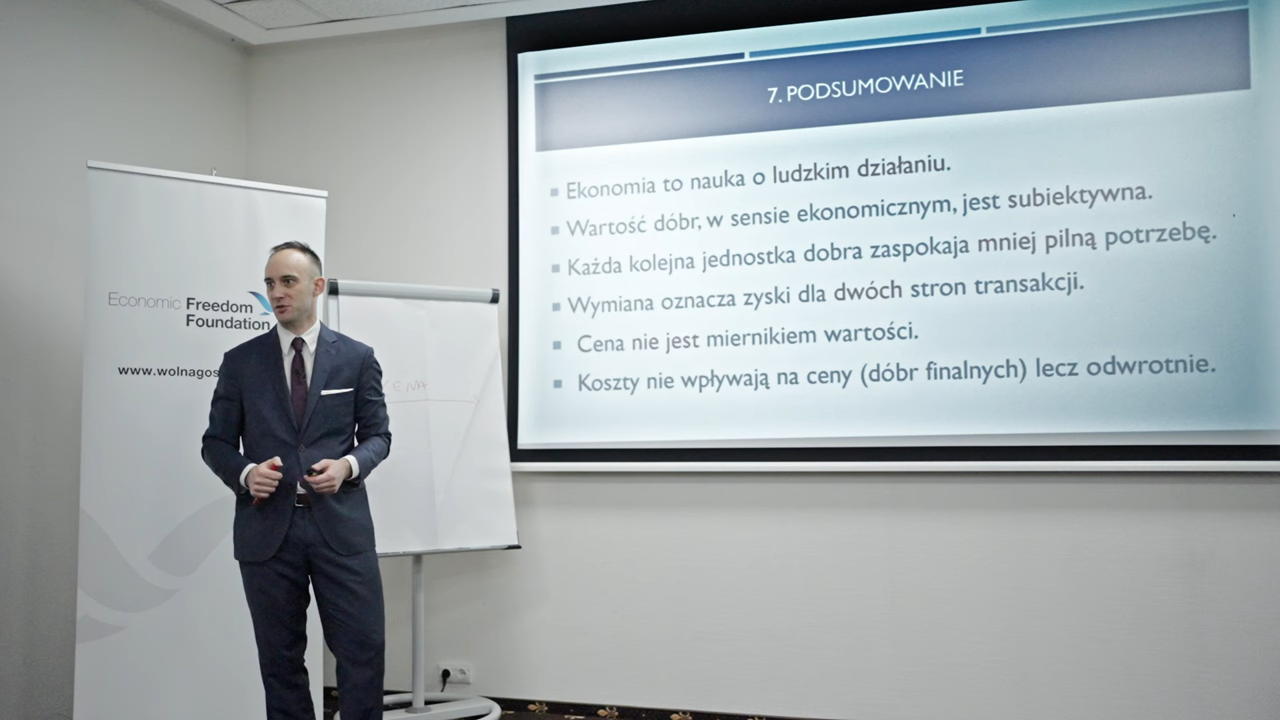 7. PODSUMOWANIE
Ekonomia to nauka o ludzkim działaniu.
Wartość dóbr, w sensie ekonomicznym, jest subiektywna.
Każda kolejna jednostka dobra zaspokaja mniej pilną potrzebę.
Wymiana oznacza zyski dla dwóch stron transakcji.
Cena nie jest miernikiem wartości.
Koszty nie wpływają na ceny (dóbr finalnych) lecz odwrotnie.
Economic Freedom
Foundation
www.wolnagos
CENA